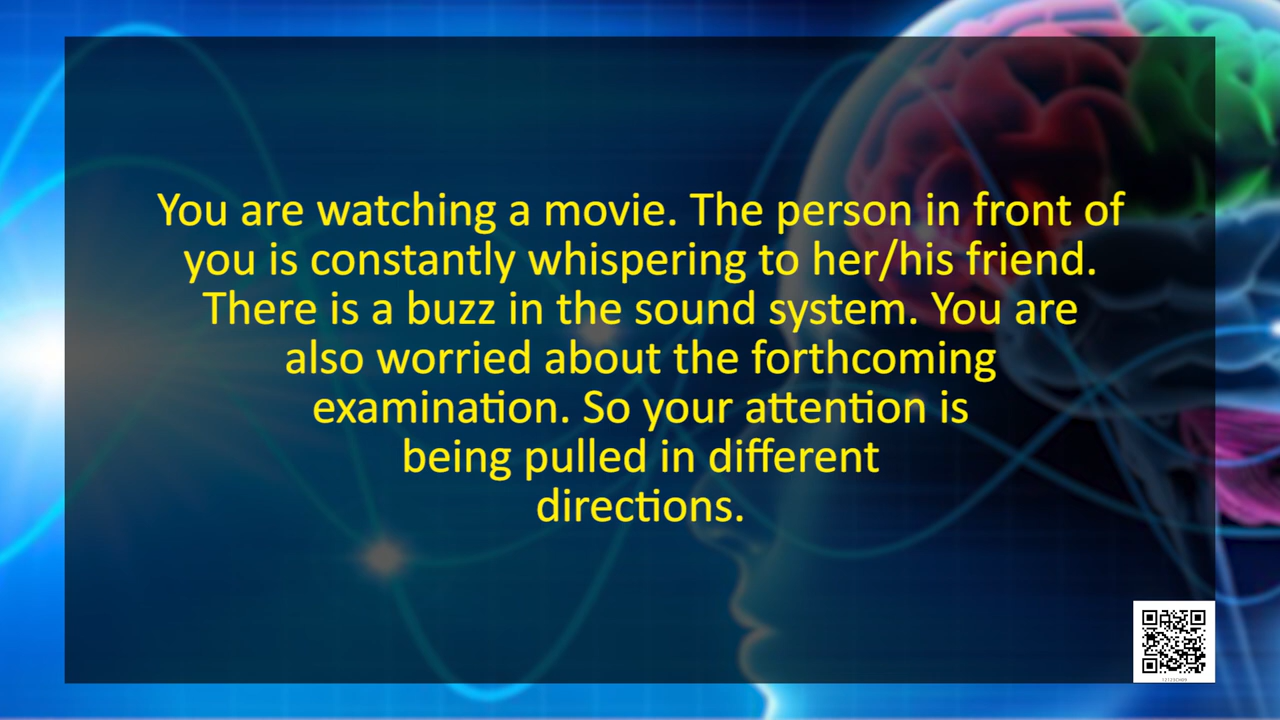 You are watching a movie. The person in front of
you is constantly whispering to her/his friend.
There is a buzz in the sound system. You are
also worried about the forthcoming
examination. So your attention is
being pulled in different
directions.